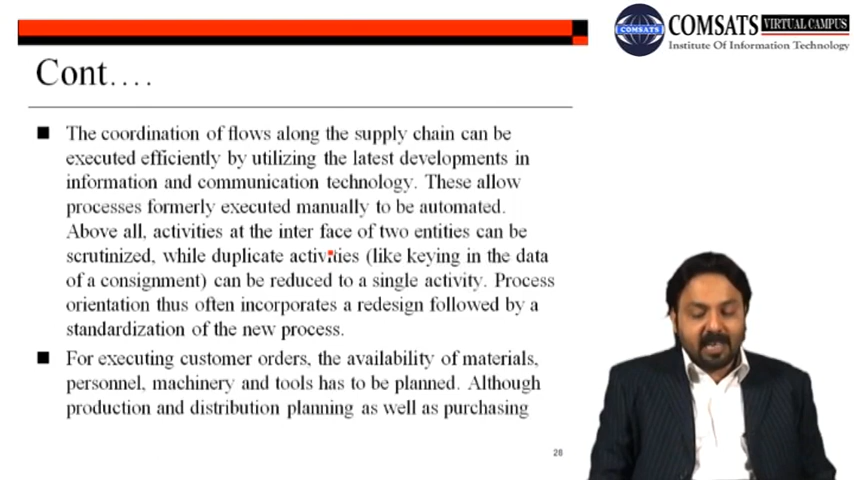 COMSATS
COMSATS VIRTUAL CAMPUS
Institute Of Information Technology
Cont....
The coordination of flows along the supply chain can be
executed efficiently by utilizing the latest developments in
information and communication technology. These allow
processes formerly executed manually to be automated.
Above all, activities at the inter face of two entities can be
scrutinized, while duplicate activities (like keying in the data
of a consignment) can be reduced to a single activity. Process
orientation thus often incorporates a redesign followed by a
standardization of the new process.
For executing customer orders, the availability of materials,
personnel, machinery and tools has to be planned. Although
production and distribution planning as well as purchasing
28